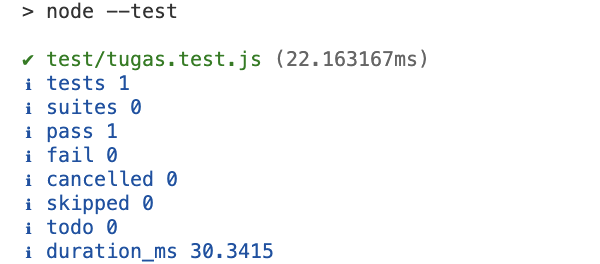 > node --test
✔ test/tugas.test.js (22.163167ms)
ℹ tests 1
ℹ suites 0
ℹ pass 1
ℹ fail 0
ℹ cancelled 0
ℹ skipped 0
ℹ todo 0
ℹ duration_ms 30.3415